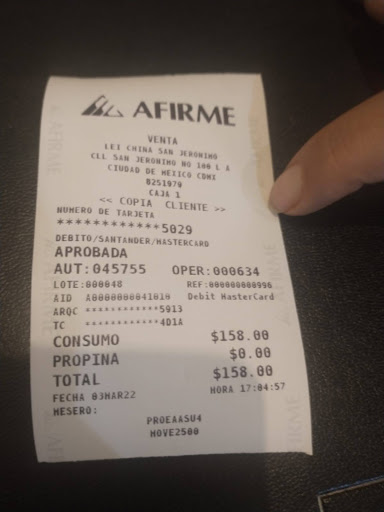 AFIRME
VENTA
LEI CHINA SAN JERONIMO
CLL SAN JERONIMO NO 100 L A
CIUDAD DE MEXICO CDMX
8251979
CAJA 1
<< COPIA CLIENTE >>
NUMERO DE TARJETA
************5029
DEBITO/SANTANDER/MASTERCARD
APROBADA
AUT:045755 OPER:000634
LOTE:000048 REF:000000000996
AID A0000000041010 Debit MasterCard
ARQC ************5913
TC ************4D1A
CONSUMO $158.00
PROPINA $0.00
TOTAL $158.00
FECHA 03MAR22 HORA 17:04:57
MESERO:
PROEAASU4
MOVE2500